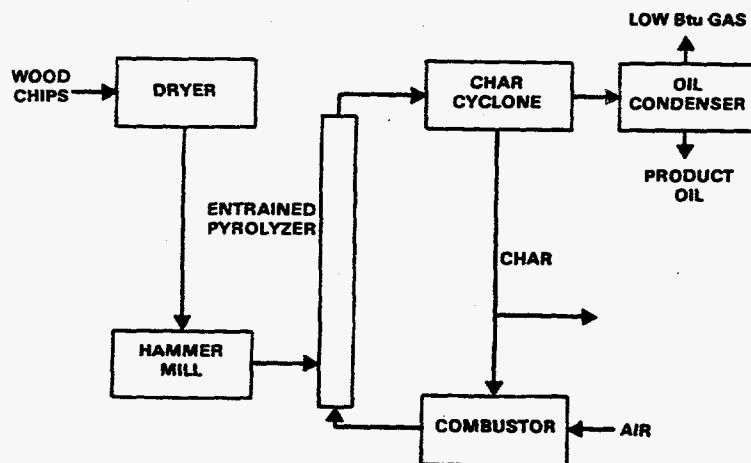 LOW Btu GAS
WOOD
CHIPS
DRYER
CHAR
CYCLONE
OIL
CONDENSER
PRODUCT
OIL
ENTRAINED
PYROLYZER
CHAR
HAMMER
MILL
COMBUSTOR
AIR